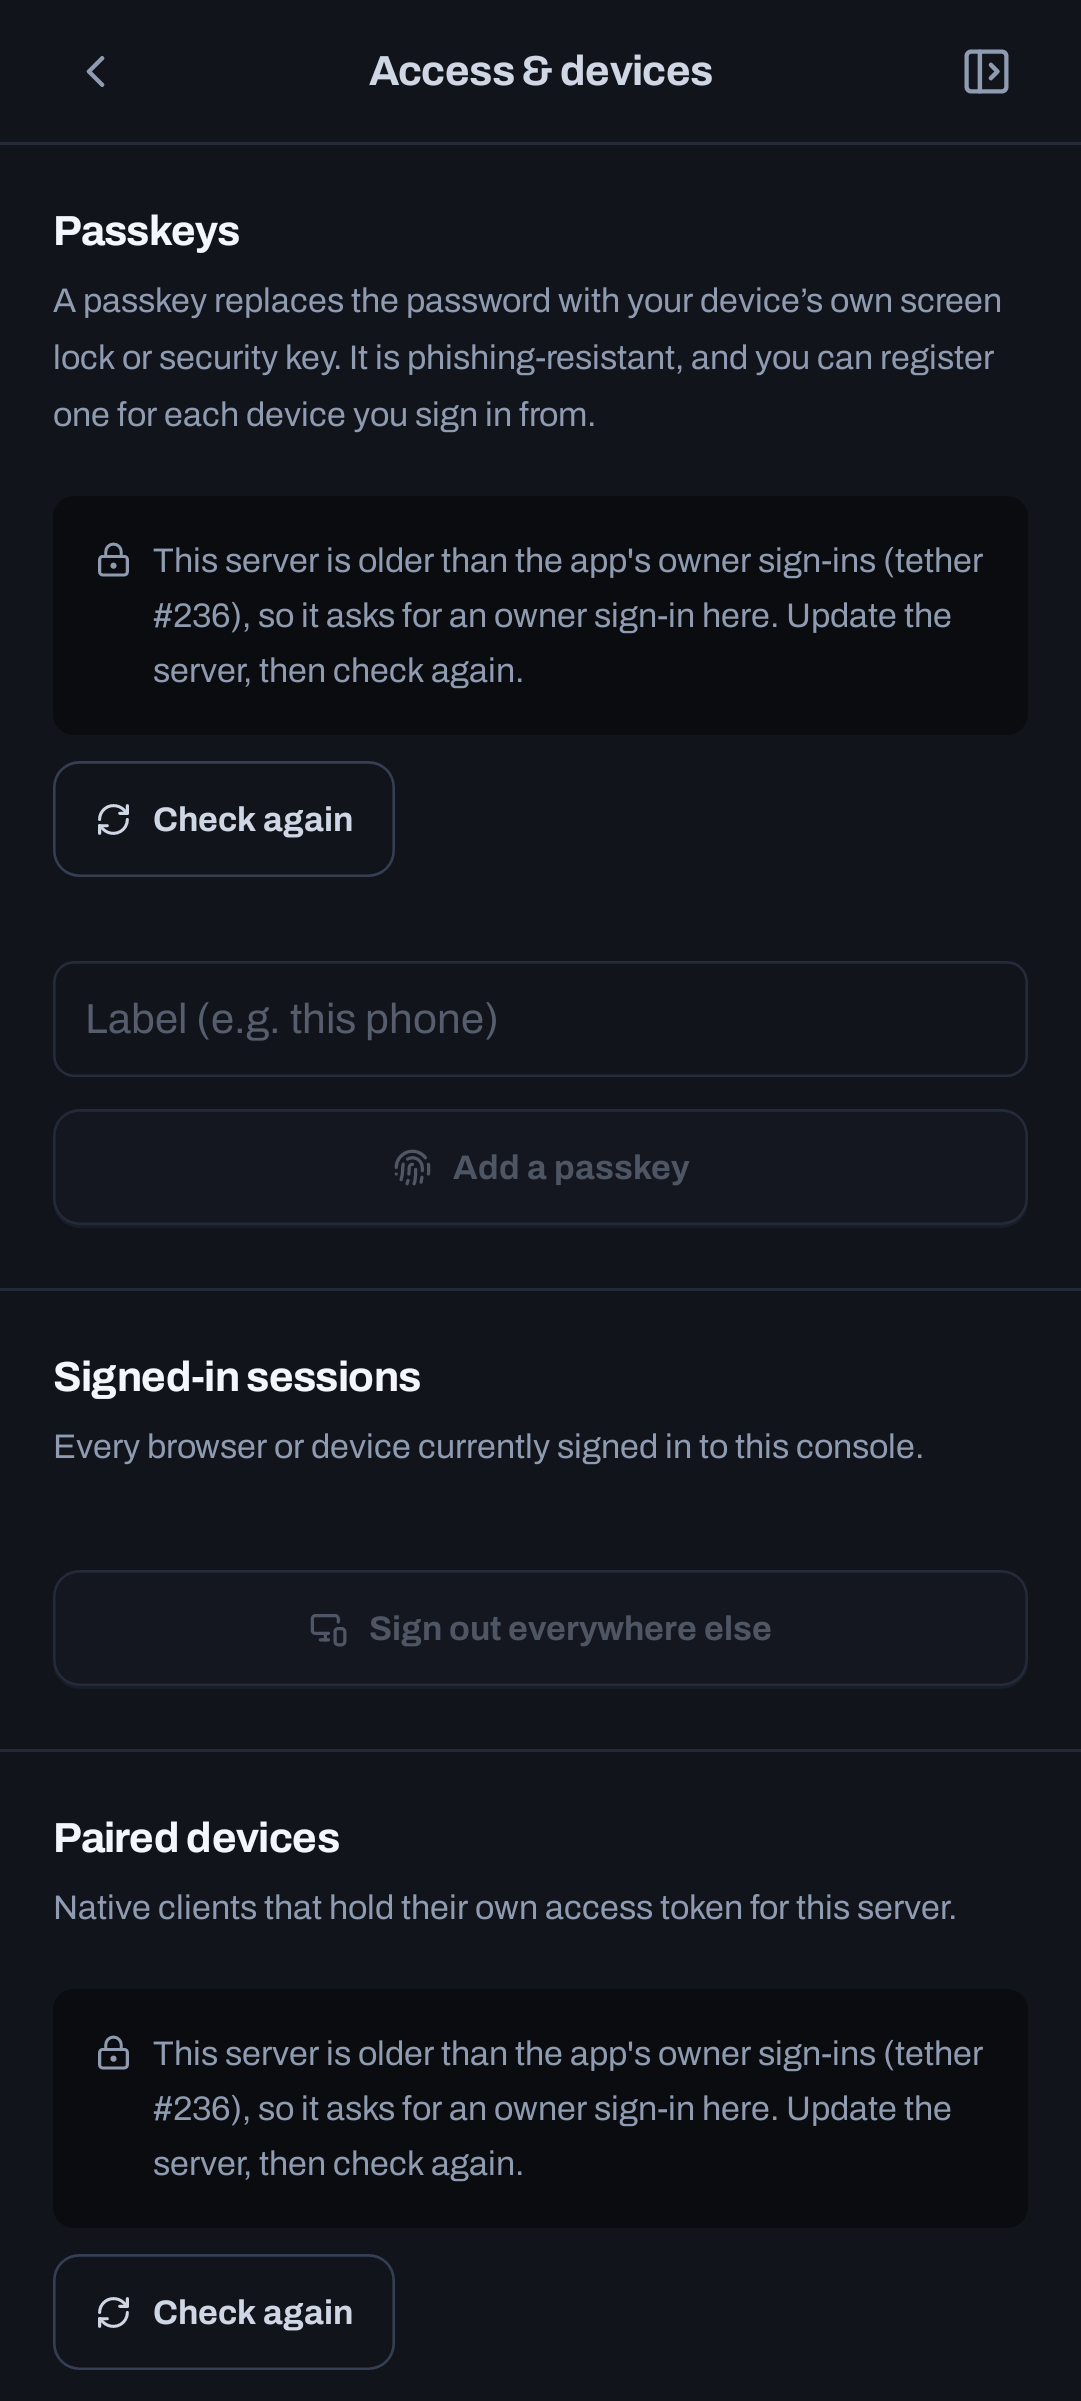 Access & devices
Passkeys
A passkey replaces the password with your device’s own screen
lock or security key. It is phishing-resistant, and you can register
one for each device you sign in from.
This server is older than the app's owner sign-ins (tether
#236), so it asks for an owner sign-in here. Update the
server, then check again.
Check again
Label (e.g. this phone)
Add a passkey
Signed-in sessions
Every browser or device currently signed in to this console.
Sign out everywhere else
Paired devices
Native clients that hold their own access token for this server.
This server is older than the app's owner sign-ins (tether
#236), so it asks for an owner sign-in here. Update the
server, then check again.
Check again